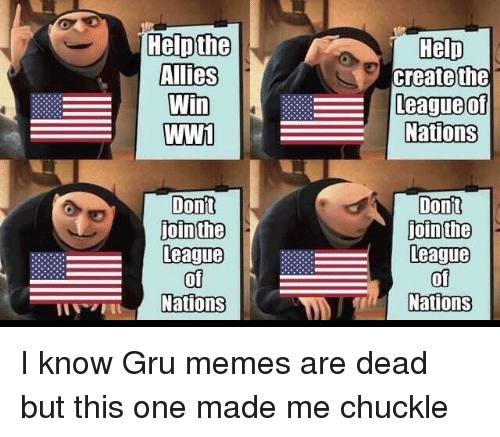 Help the
Allies
Win
WW1
Help
create the
League of
Nations
Don't
join the
League
of
Nations
Don't
join the
League
of
Nations
I know Gru memes are dead
but this one made me chuckle